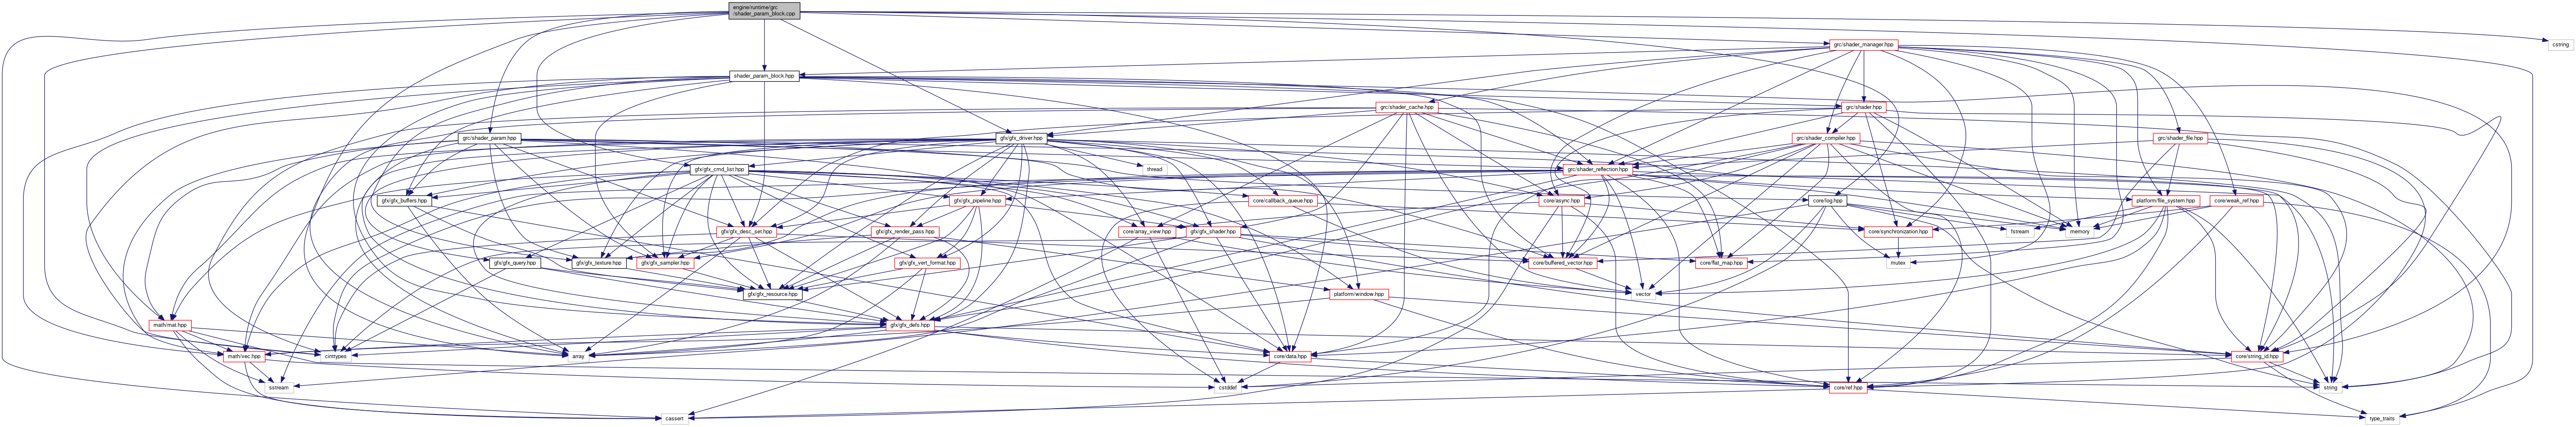 engine/runtime/grc
/shader_param_block.cpp
grc/shader_manager.hpp
cstring
shader_param_block.hpp
grc/shader_cache.hpp
grc/shader.hpp
grc/shader_param.hpp
gfx/gfx_driver.hpp
grc/shader_compiler.hpp
grc/shader_file.hpp
gfx/gfx_cmd_list.hpp
thread
grc/shader_reflection.hpp
gfx/gfx_buffers.hpp
gfx/gfx_pipeline.hpp
core/callback_queue.hpp
core/async.hpp
core/log.hpp
platform/file_system.hpp
core/weak_ref.hpp
gfx/gfx_desc_set.hpp
gfx/gfx_render_pass.hpp
core/array_view.hpp
gfx/gfx_shader.hpp
core/synchronization.hpp
fstream
memory
gfx/gfx_query.hpp
gfx/gfx_texture.hpp
gfx/gfx_sampler.hpp
gfx/gfx_vert_format.hpp
core/buffered_vector.hpp
core/flat_map.hpp
mutex
gfx/gfx_resource.hpp
platform/window.hpp
vector
math/mat.hpp
gfx/gfx_defs.hpp
math/vec.hpp
cinttypes
array
core/data.hpp
core/string_id.hpp
sstream
cstddef
core/ref.hpp
string
cassert
type_traits